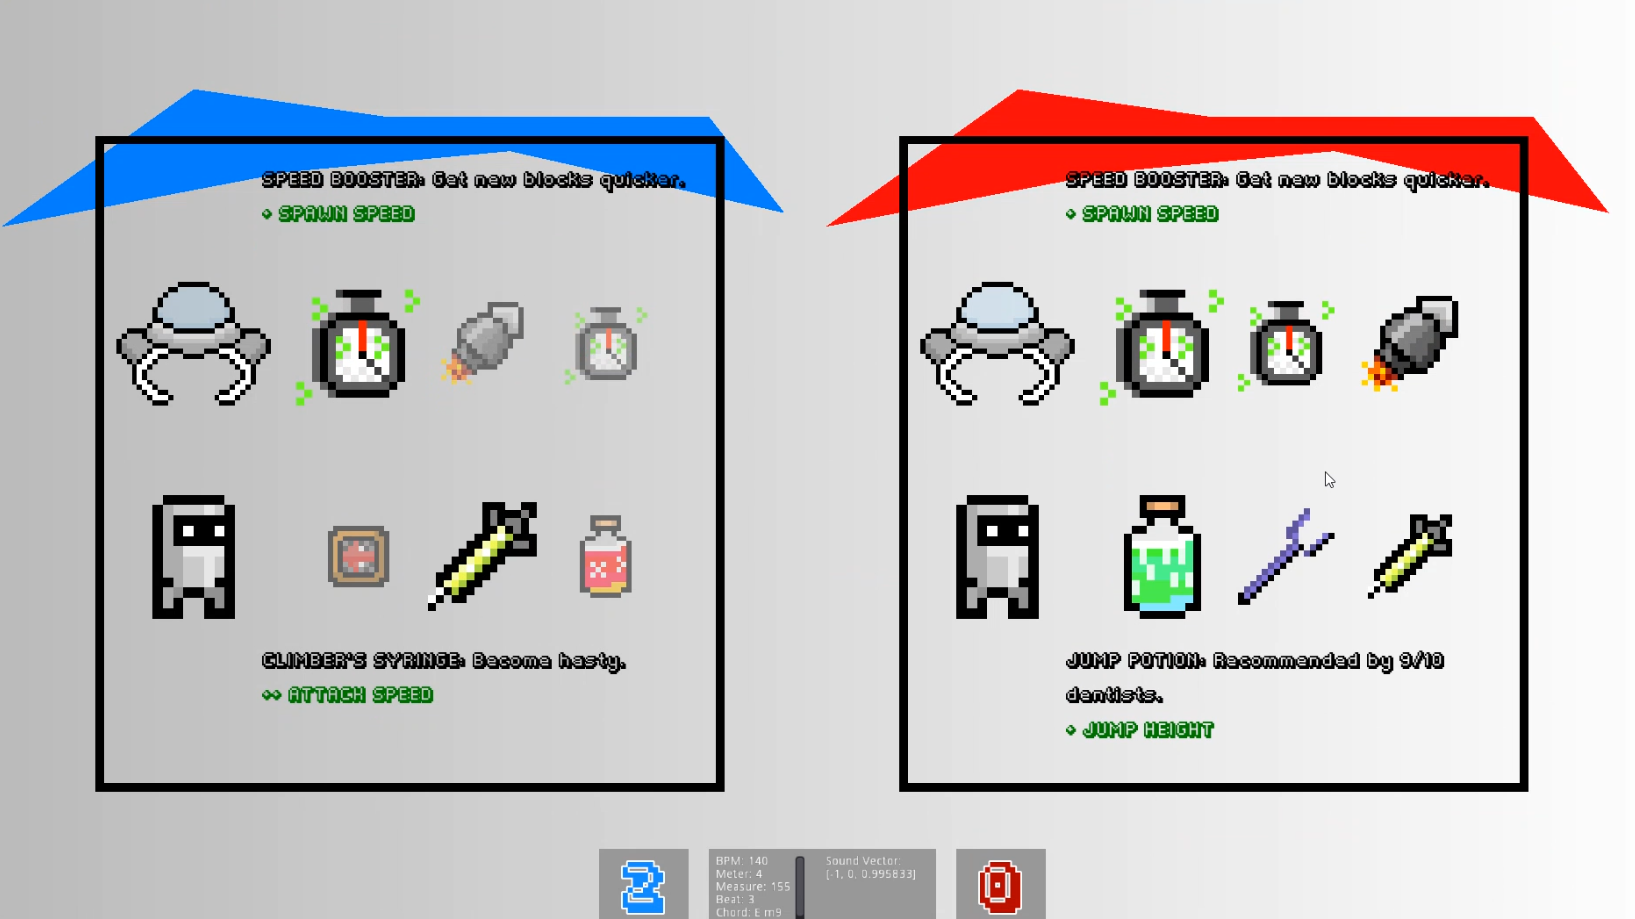 SPEED BOOSTER: Get new blocks quicker.
+ SPAWN SPEED
CLIMBER'S SYRINGE: Become hasty.
++ ATTACK SPEED
SPEED BOOSTER: Get new blocks quicker.
+ SPAWN SPEED
JUMP POTION: Recommended by 9/10
dentists.
+ JUMP HEIGHT
2
BPM: 140
Meter: 4
Measure: 155
Beat: 3
Chord: E m9
Sound Vector:
[-1, 0, 0.995833]
0